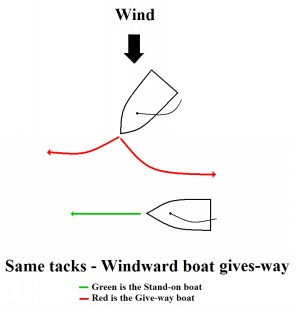 Wind
Same tacks - Windward boat gives-way
Green is the Stand-on boat
Red is the Give-way boat